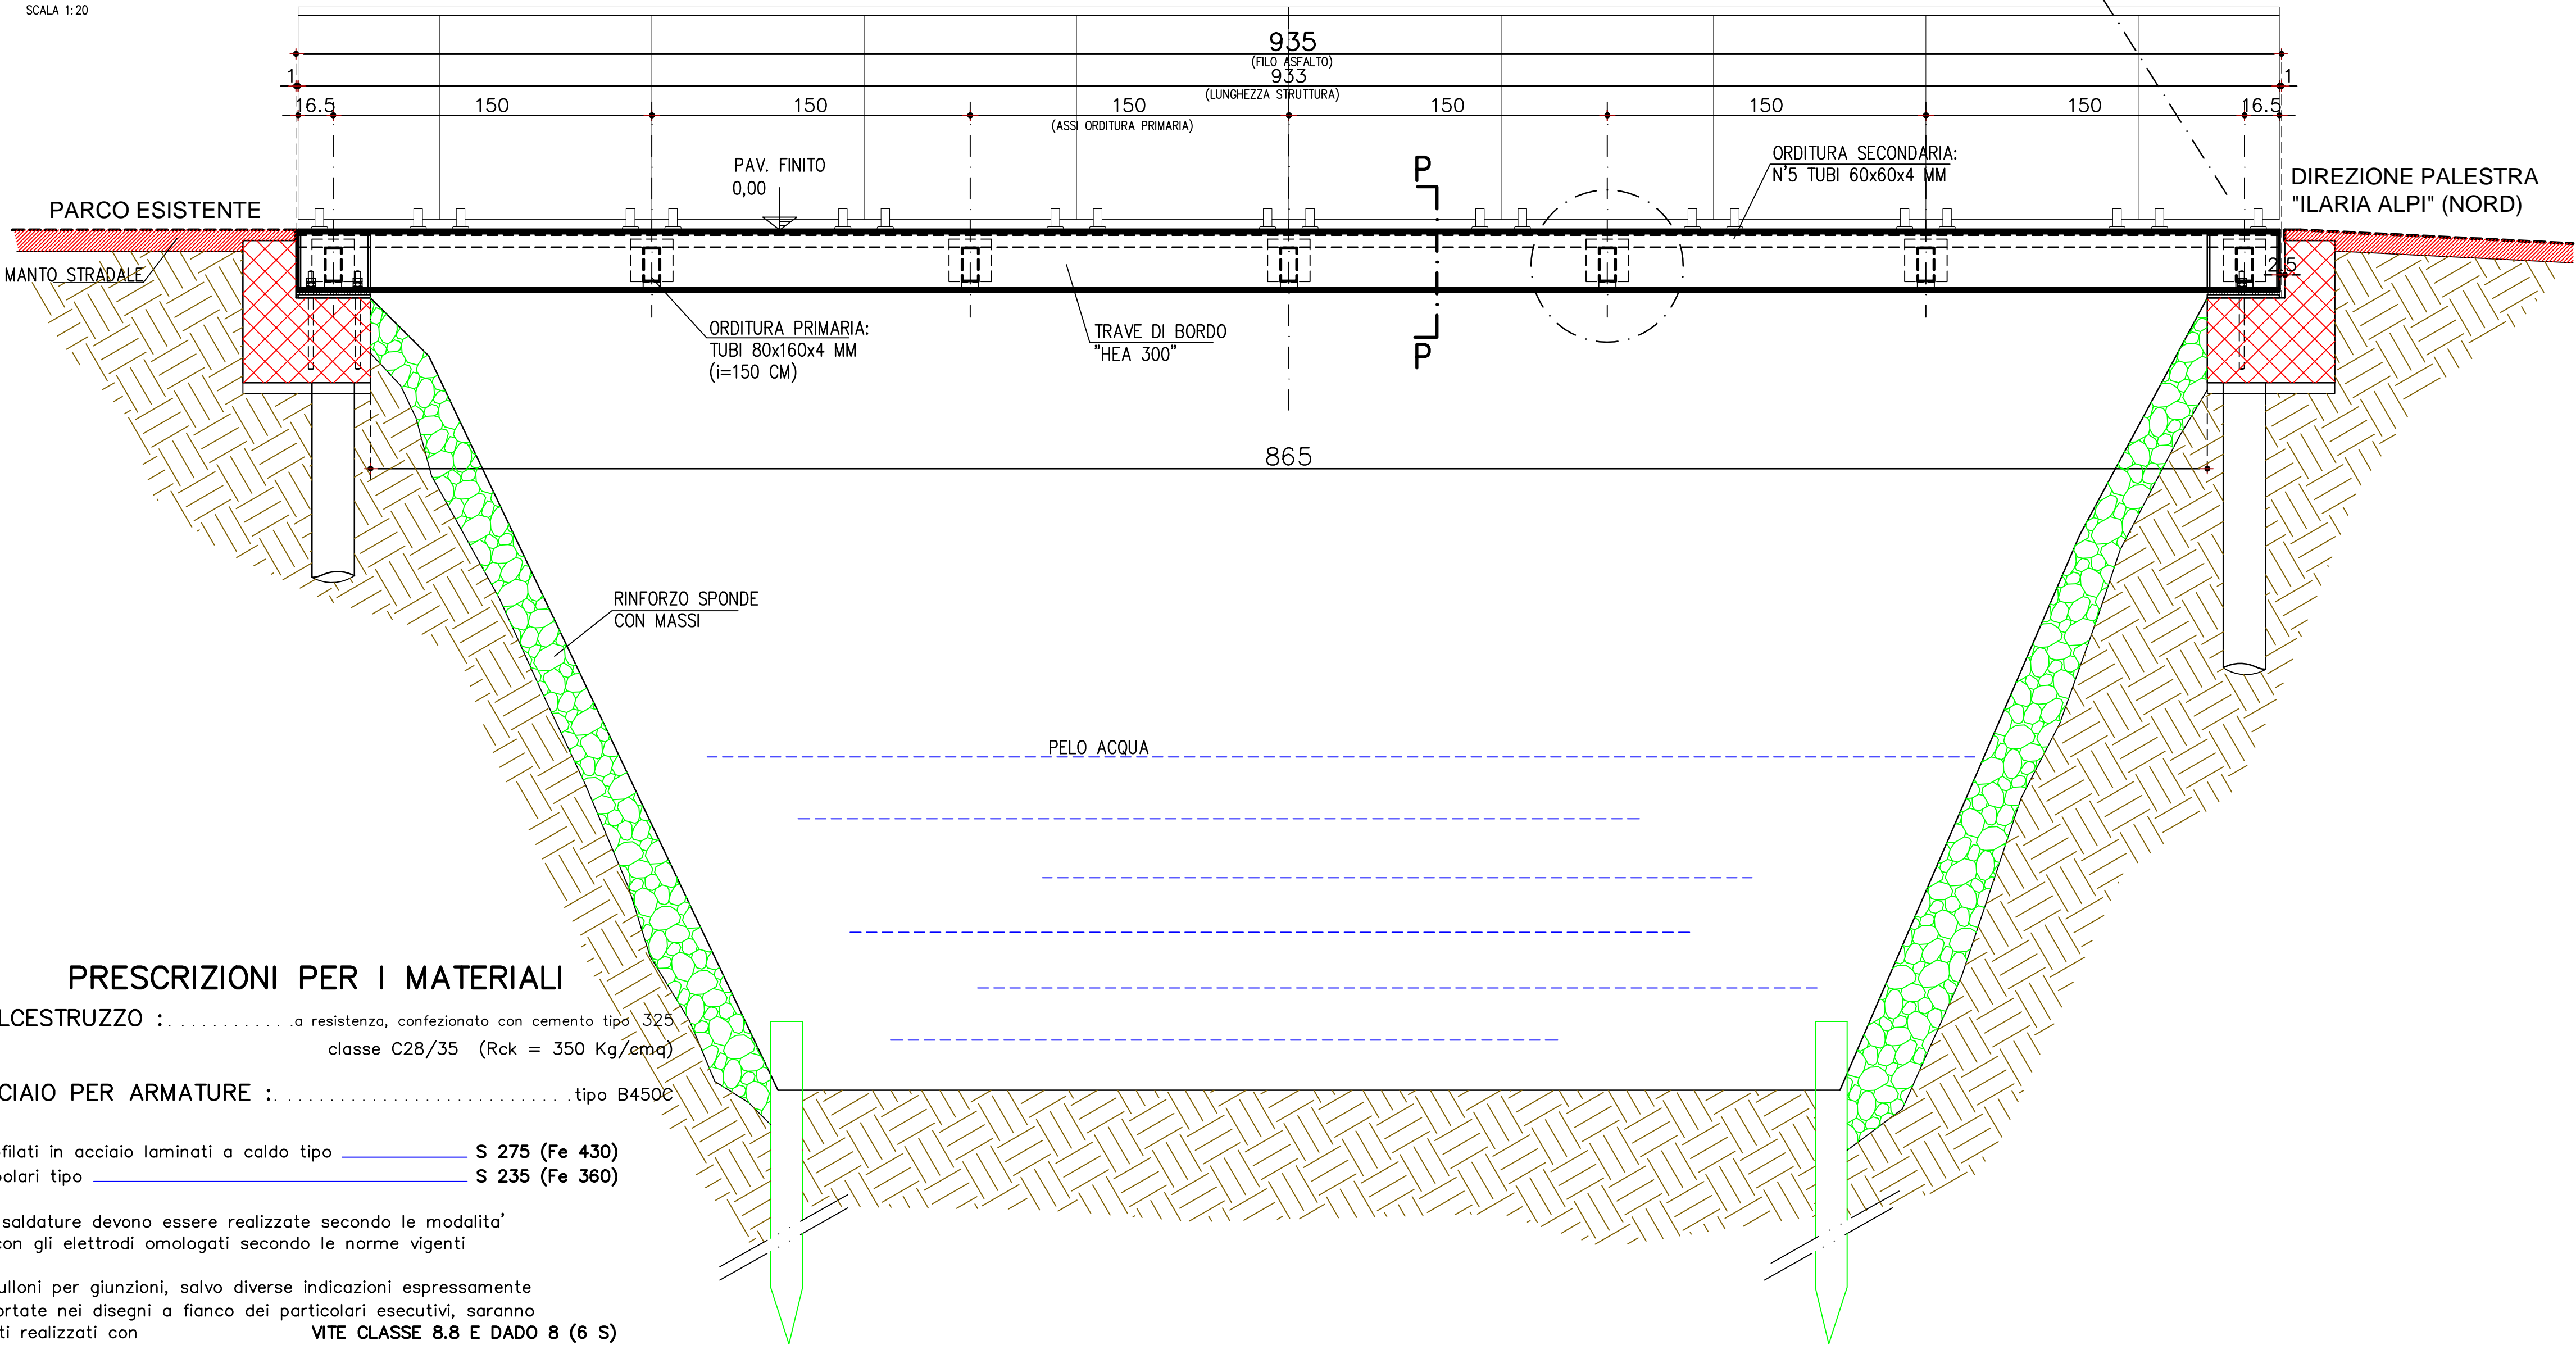 SCALA 1:20
935
(FILO ASFALTO)
1
933
1
(LUNGHEZZA STRUTTURA)
16.5 150 150 150 150 150 150 16.5
(ASSI ORDITURA PRIMARIA)
PAV. FINITO
0,00
P
ORDITURA SECONDARIA:
N'5 TUBI 60x60x4 MM
DIREZIONE PALESTRA
"ILARIA ALPI" (NORD)
PARCO ESISTENTE
MANTO STRADALE
2.5
ORDITURA PRIMARIA:
TUBI 80x160x4 MM
(i=150 CM)
TRAVE DI BORDO
"HEA 300"
P
865
RINFORZO SPONDE
CON MASSI
PELO ACQUA
PRESCRIZIONI PER I MATERIALI
LCESTRUZZO :............a resistenza, confezionato con cemento tipo 325
classe C28/35 (Rck = 350 Kg/cmq)
CIAIO PER ARMATURE :............................tipo B450C
filati in acciaio laminati a caldo tipo S 275 (Fe 430)
olari tipo S 235 (Fe 360)
saldature devono essere realizzate secondo le modalita'
con gli elettrodi omologati secondo le norme vigenti
ulloni per giunzioni, salvo diverse indicazioni espressamente
ortate nei disegni a fianco dei particolari esecutivi, saranno
ti realizzati con VITE CLASSE 8.8 E DADO 8 (6 S)